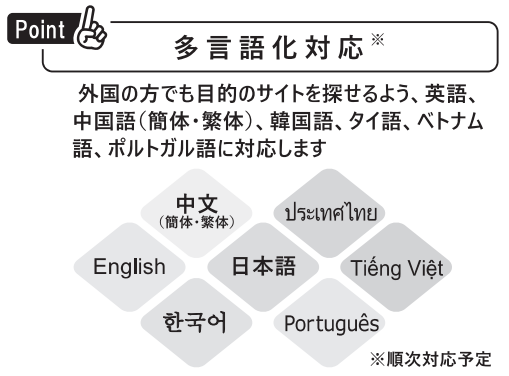 Point
多言語化対応※
外国の方でも目的のサイトを探せるよう、英語、
中国語(簡体・繁体)、韓国語、タイ語、ベトナム
語、ポルトガル語に対応します
中文
(簡体・繁体)
ประเทศไทย
English
日本語
Tiếng Việt
한국어
Português
※順次対応予定